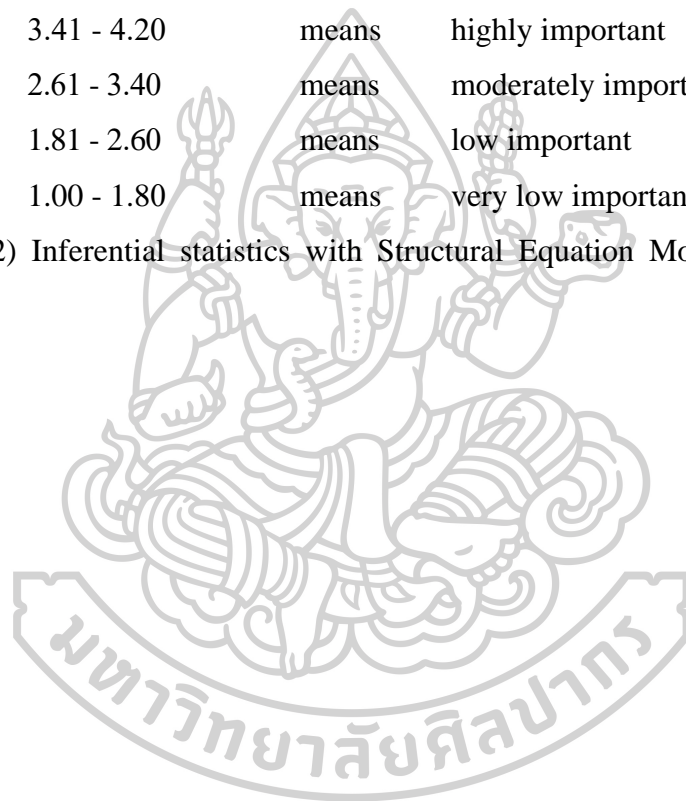 3.41 - 4.20 means highly important
2.61 - 3.40 means moderately import
1.81 - 2.60 means low important
1.00 - 1.80 means very low importan
2) Inferential statistics with Structural Equation Mo
มหาวิทยาลัยศิลปากร